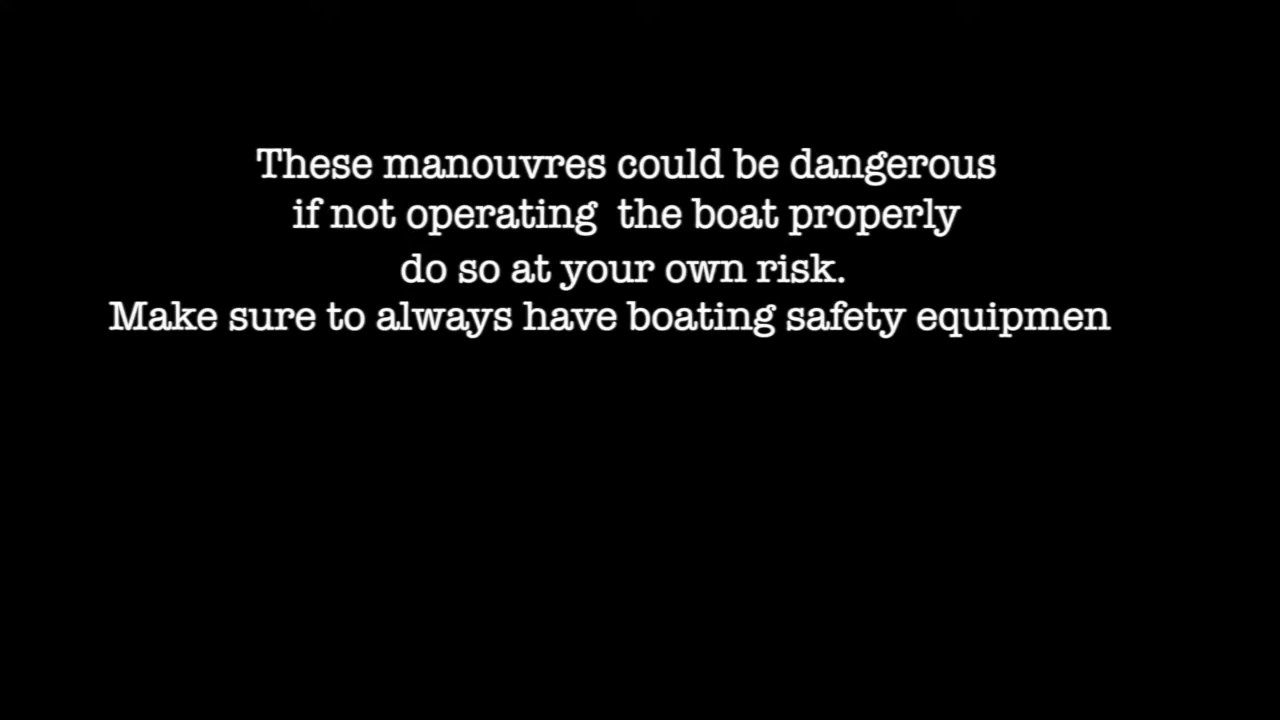 These manouvres could be dangerous
if not operating  the boat properly
do so at your own risk.
Make sure to always have boating safety equipmen